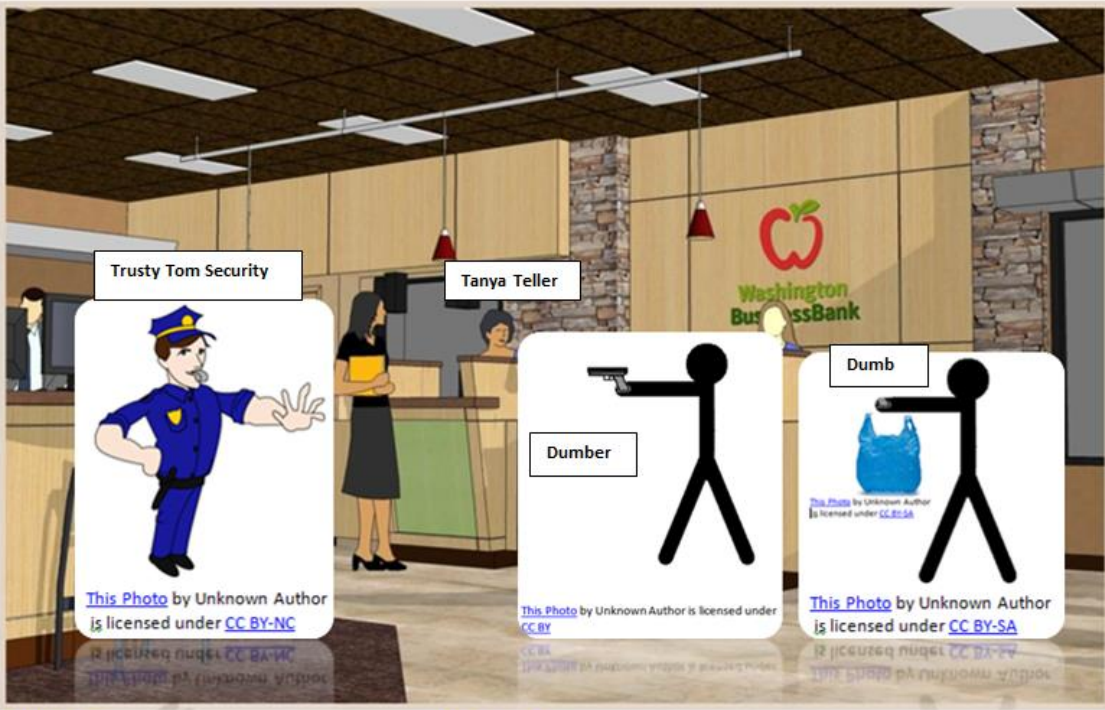 Trusty Tom Security
Tanya Teller
Washington
BusinessBank
Dumb
Dumber
This Photo by Unknown Author
is licensed under CC BY-SA
This Photo by Unknown Author
is licensed under CC BY-NC
This Photo by Unknown Author is licensed under
CC BY
This Photo by Unknown Author
is licensed under CC BY-SA